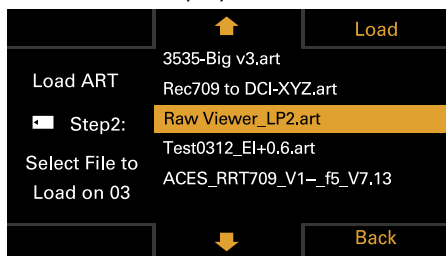 Load
3535-Big v3.art
Load ART
Rec709 to DCI-XYZ.art
Step2:
Raw Viewer_LP2.art
Test0312_EI+0.6.art
Select File to
Load on 03
ACES_RRT709_V1–_f5_V7.13
Back